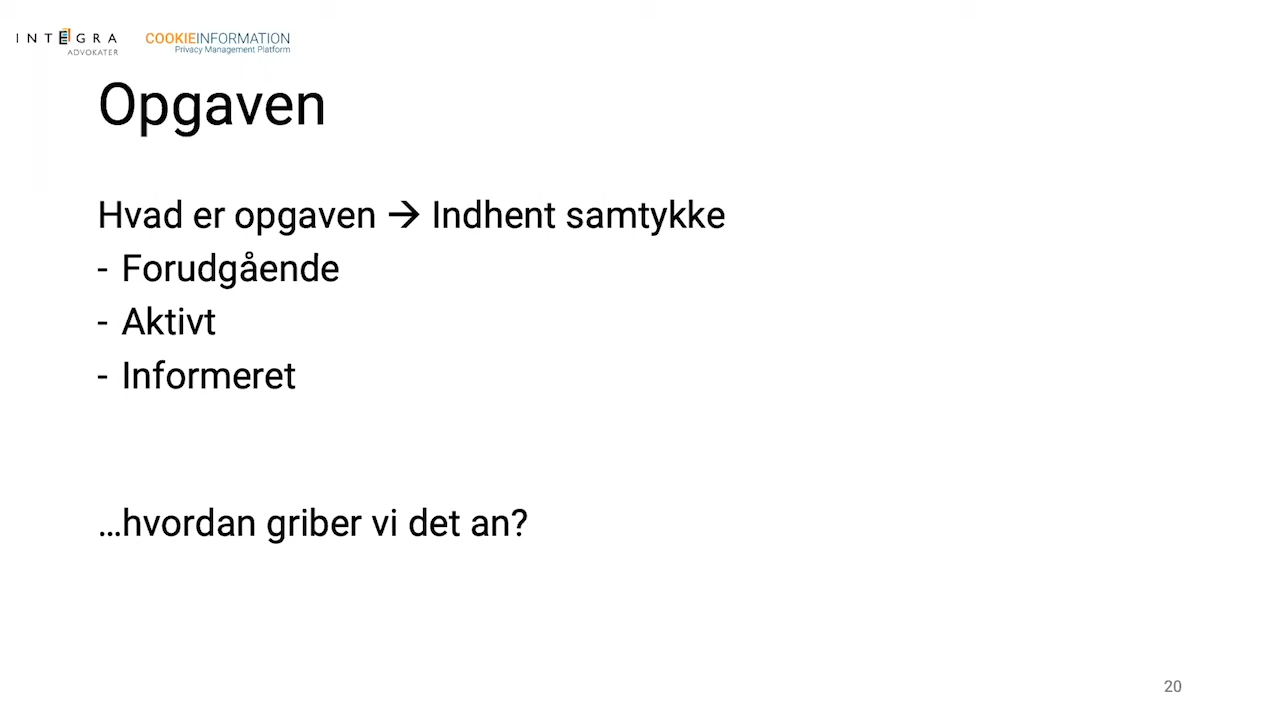 INTEGRA
ADVOKATER
COOKIEINFORMATION
Privacy Management Platform
Opgaven
Hvad er opgaven → Indhent samtykke
- Forudgående
- Aktivt
- Informeret
...hvordan griber vi det an?
20